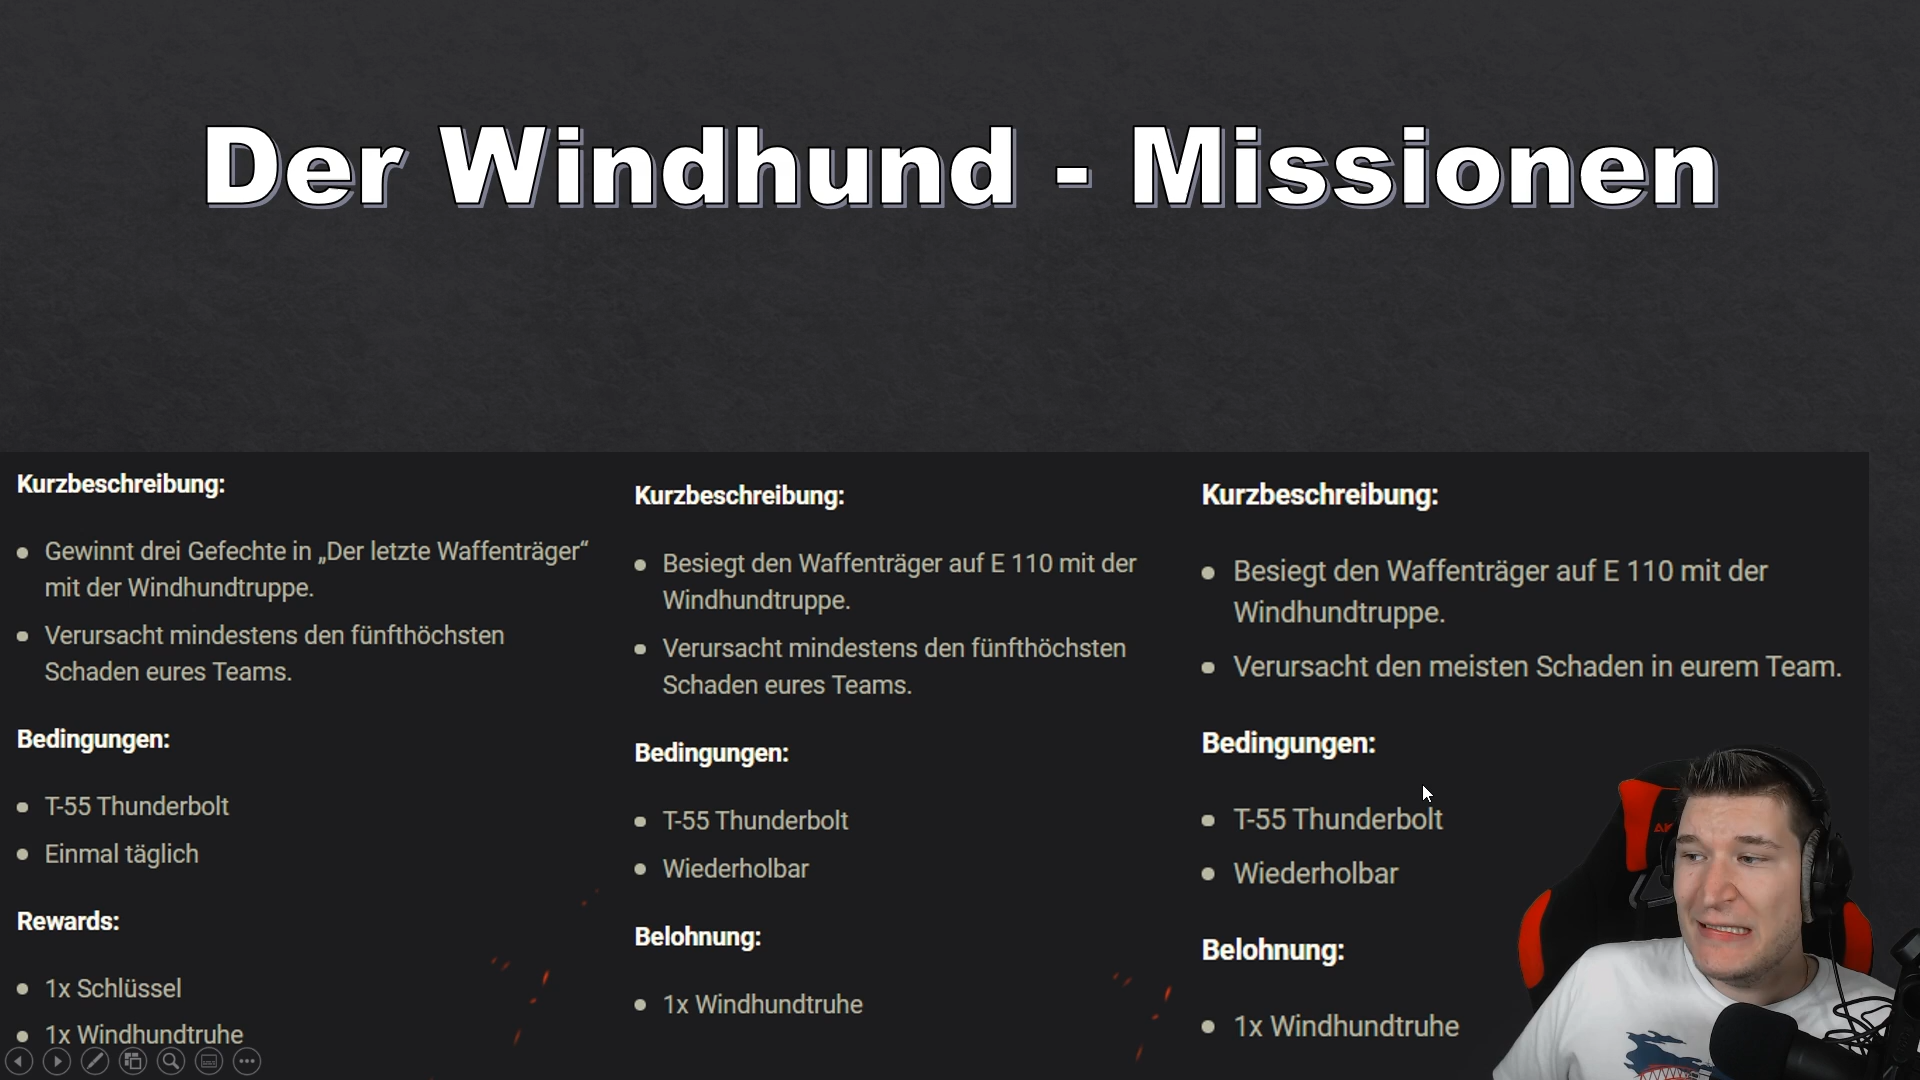 Der Windhund - Missionen
Kurzbeschreibung:
Gewinnt drei Gefechte in „Der letzte Waffenträger“
mit der Windhundtruppe.
Verursacht mindestens den fünfthöchsten
Schaden eures Teams.
Bedingungen:
T-55 Thunderbolt
Einmal täglich
Rewards:
1x Schlüssel
1x Windhundtruhe
Kurzbeschreibung:
Besiegt den Waffenträger auf E 110 mit der
Windhundtruppe.
Verursacht mindestens den fünfthöchsten
Schaden eures Teams.
Bedingungen:
T-55 Thunderbolt
Wiederholbar
Belohnung:
1x Windhundtruhe
Kurzbeschreibung:
Besiegt den Waffenträger auf E 110 mit der
Windhundtruppe.
Verursacht den meisten Schaden in eurem Team.
Bedingungen:
T-55 Thunderbolt
Wiederholbar
Belohnung:
1x Windhundtruhe